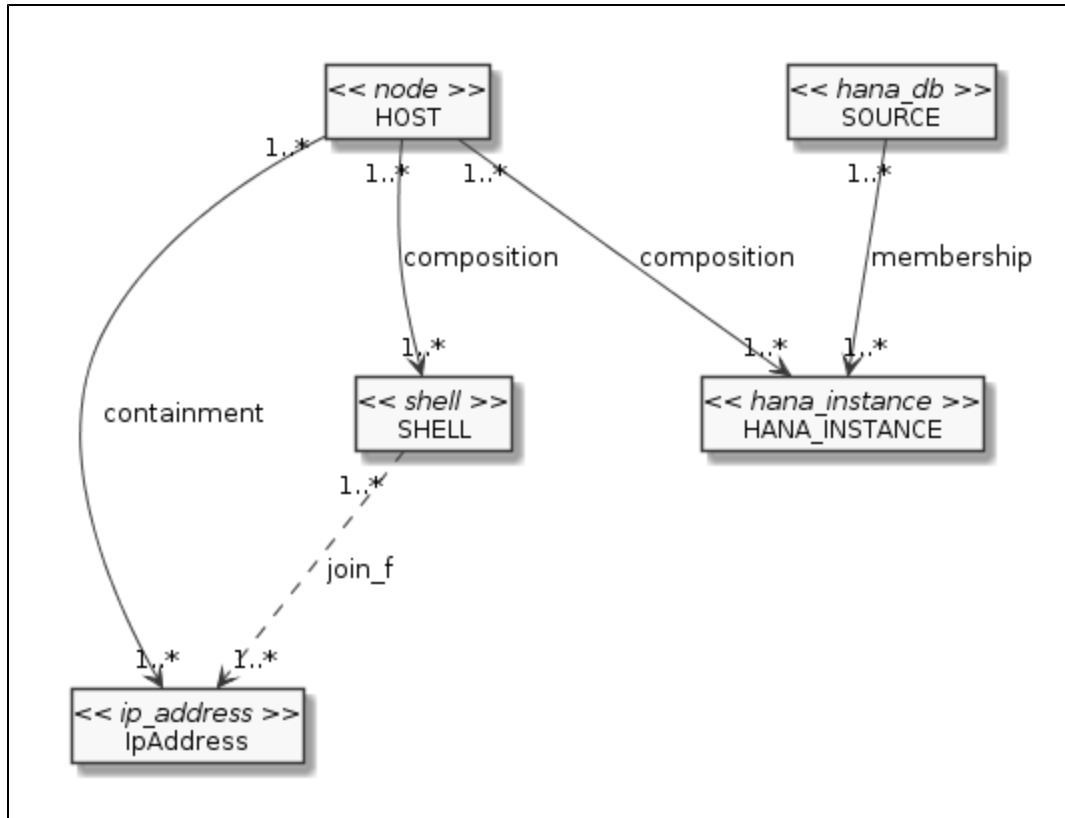 << node >>
HOST
<< hana_db >>
SOURCE
1..*
1..*
1..*
1..*
composition
composition
membership
1..*
1..*
1..*
<< shell >>
SHELL
<< hana_instance >>
HANA_INSTANCE
containment
1..*
join_f
1..*
1..*
<< ip_address >>
IpAddress